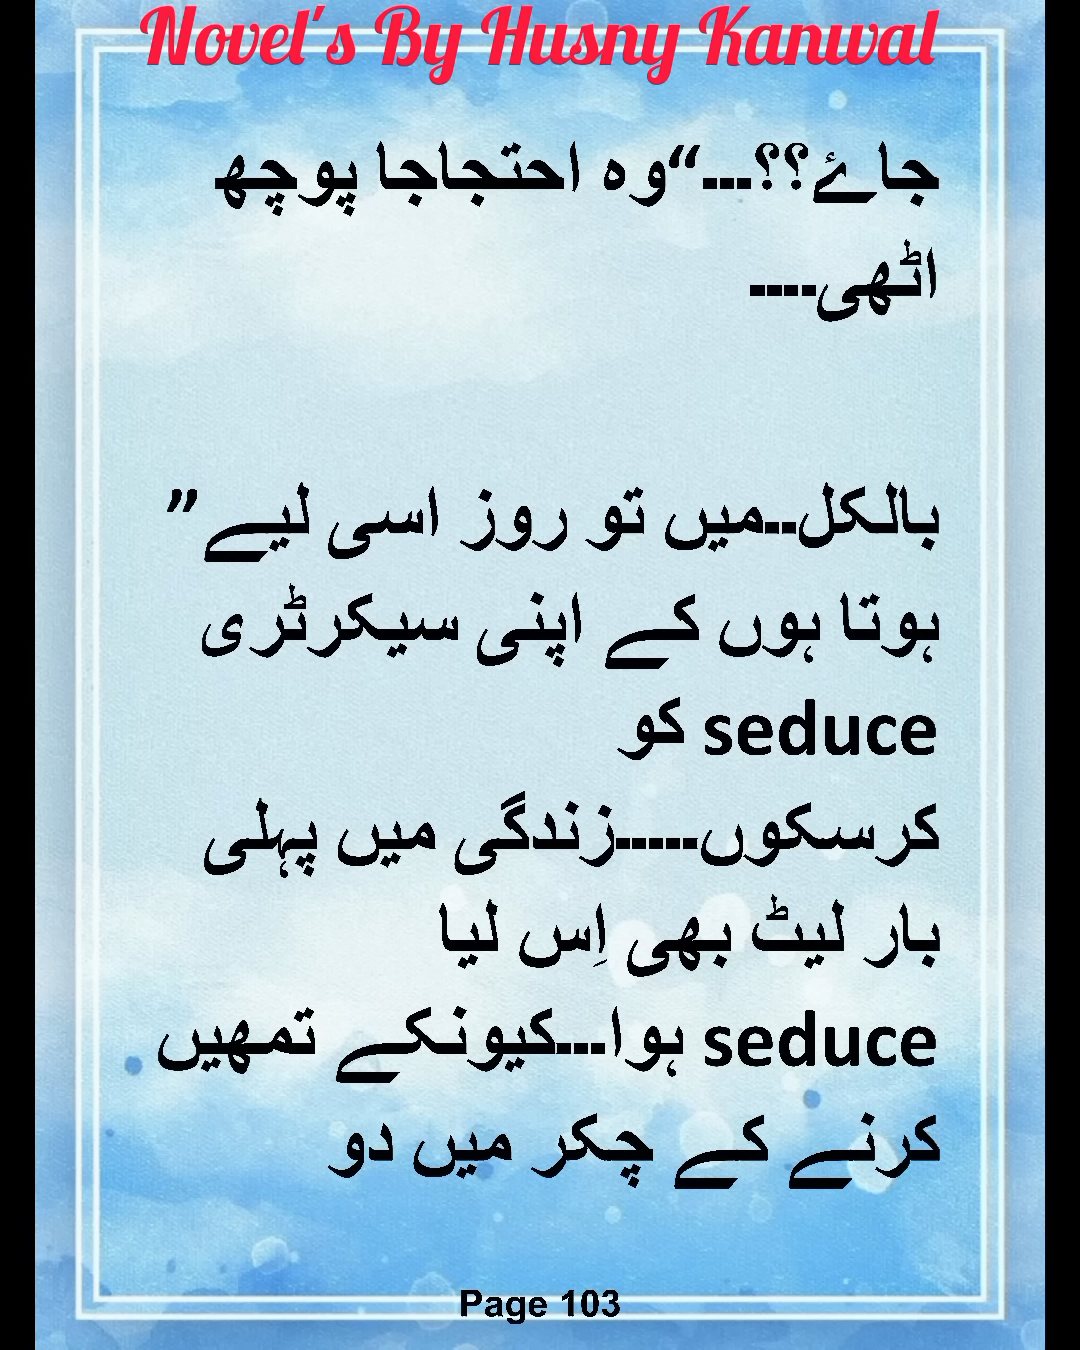 Novel's By Husny Kanwal
جاۓ؟؟---“وہ احتجاجا پوچھ
اٹھی----
بالکل--میں تو روز اسی لیے”
ہوتا ہوں کے اپنی سیکرٹری
seduce کو
کرسکوں-----زندگی میں پہلی
بار لیٹ بھی اِس لیا
seduce ہوا---کیونکے تمھیں
کرنے کے چکر میں دو
Page 103